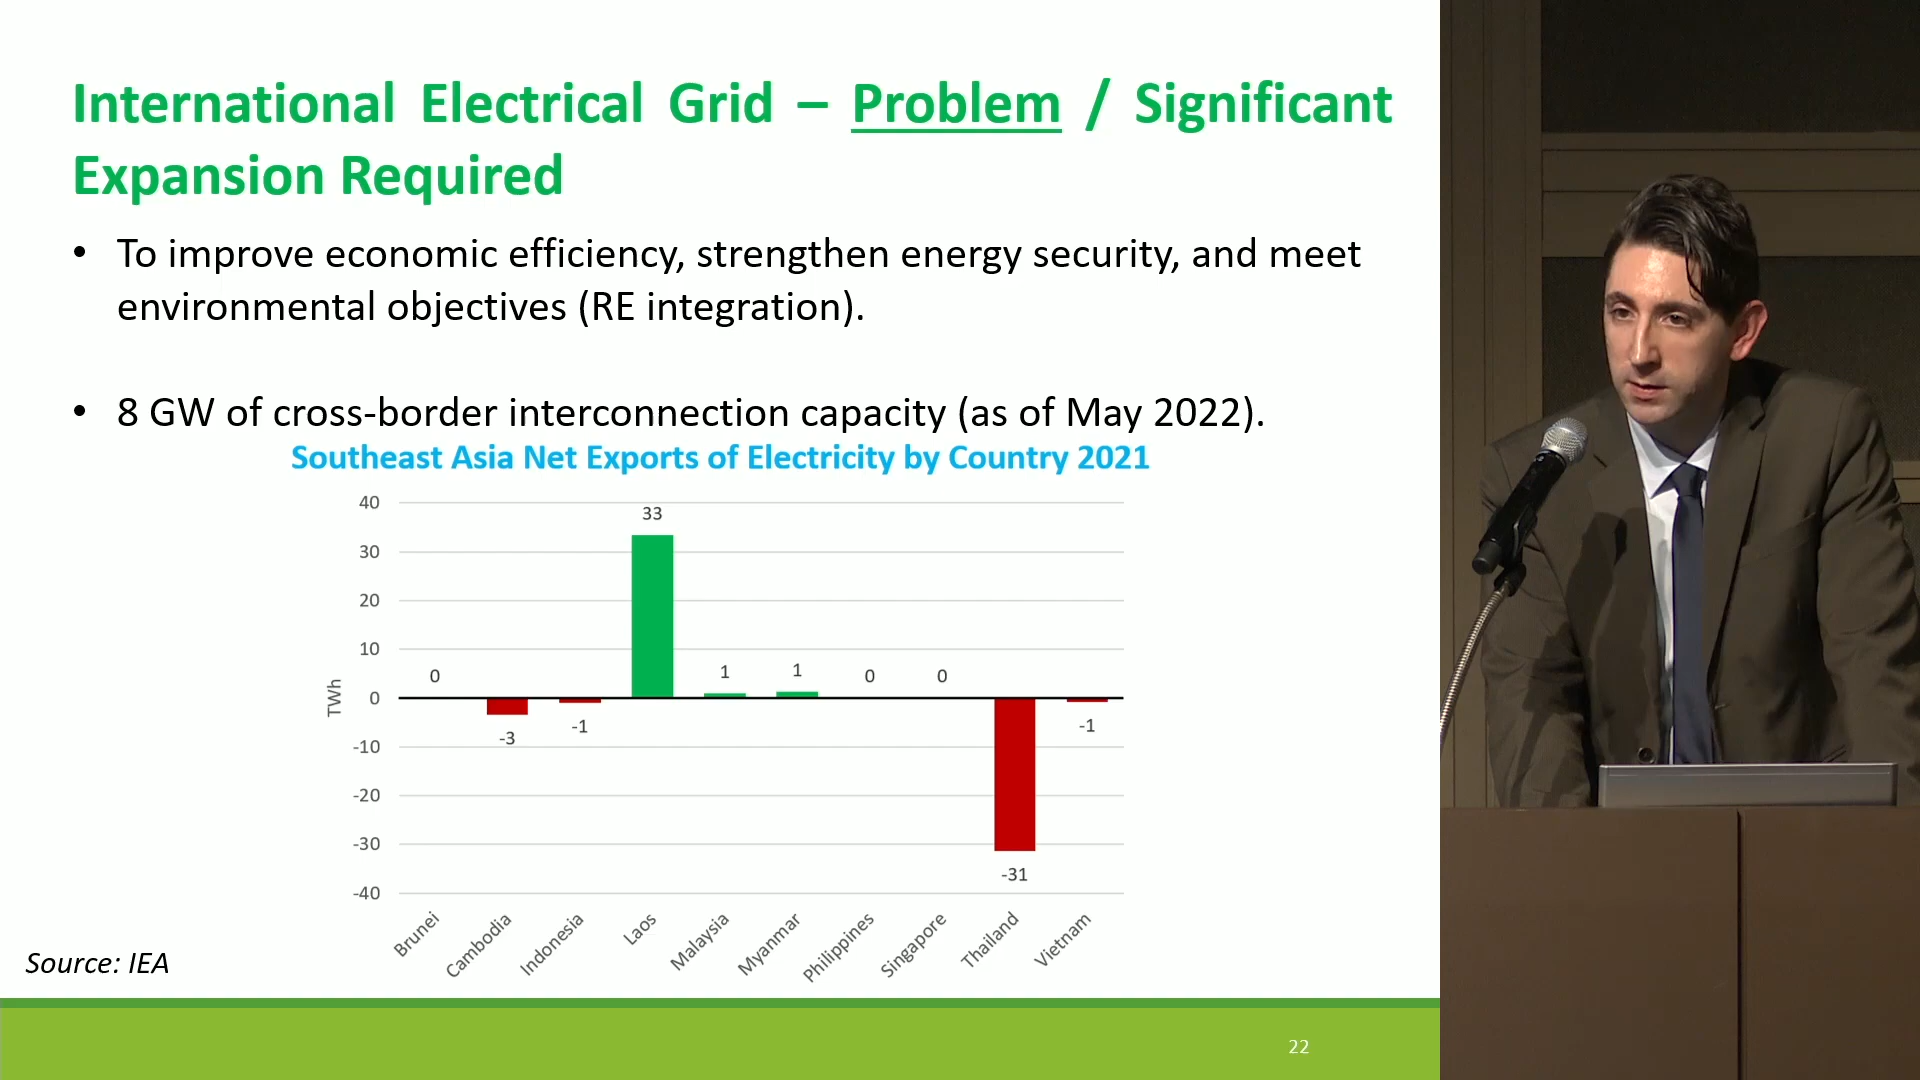 International Electrical Grid – Problem / Significant
Expansion Required
• To improve economic efficiency, strengthen energy security, and meet
environmental objectives (RE integration).
• 8 GW of cross-border interconnection capacity (as of May 2022).
Southeast Asia Net Exports of Electricity by Country 2021
40
30
20
10
0
-10
-20
-30
-40
TWh
0
-3
-1
33
1
1
0
0
-31
-1
Brunei
Cambodia
Indonesia
Laos
Malaysia
Myanmar
Philippines
Singapore
Thailand
Vietnam
Source: IEA
22